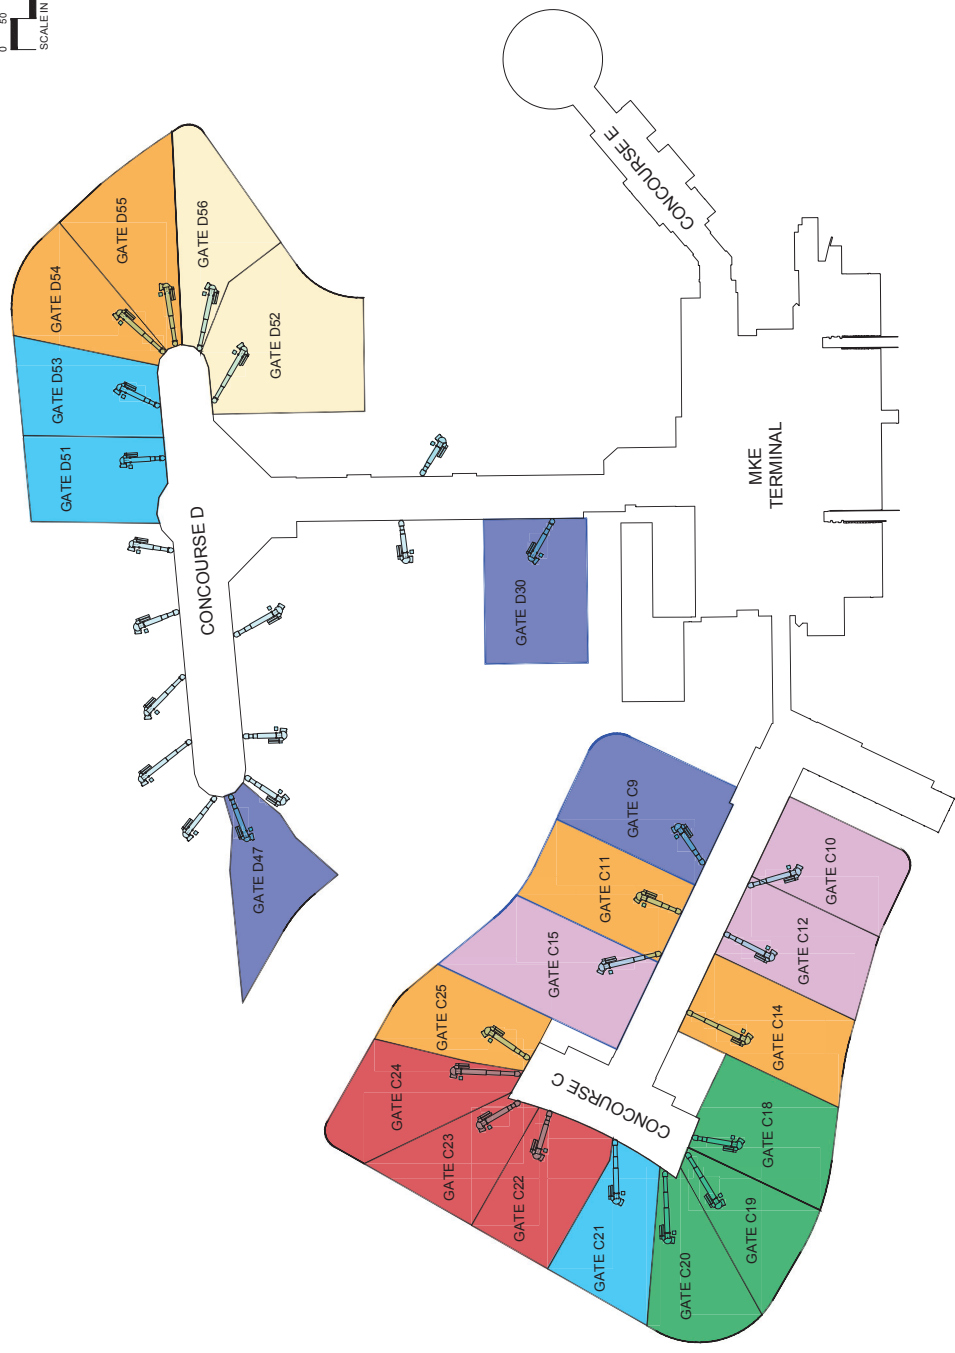 0 50
SCALE IN
CONCOURSE E
GATE D56
GATE D55
GATE D54
GATE D52
GATE D53
GATE D51
CONCOURSE D
MKE
TERMINAL
GATE D30
GATE D47
GATE C9
GATE C11
GATE C15
GATE C10
GATE C12
GATE C14
GATE C25
GATE C24
GATE C23
GATE C22
GATE C21
CONCOURSE C
GATE C18
GATE C19
GATE C20